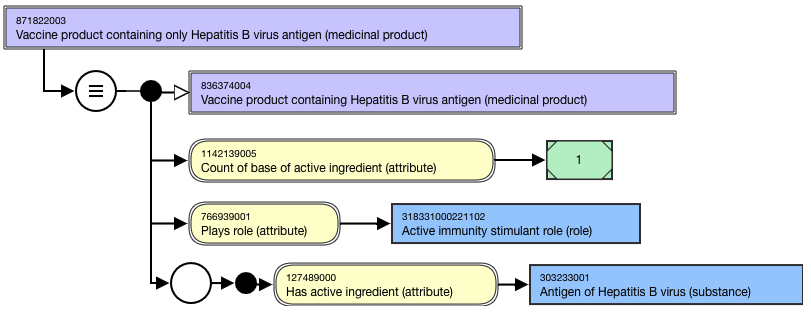 871822003
Vaccine product containing only Hepatitis B virus antigen (medicinal product)
836374004
Vaccine product containing Hepatitis B virus antigen (medicinal product)
1142139005
Count of base of active ingredient (attribute)
1
766939001
Plays role (attribute)
318331000221102
Active immunity stimulant role (role)
127489000
Has active ingredient (attribute)
303233001
Antigen of Hepatitis B virus (substance)